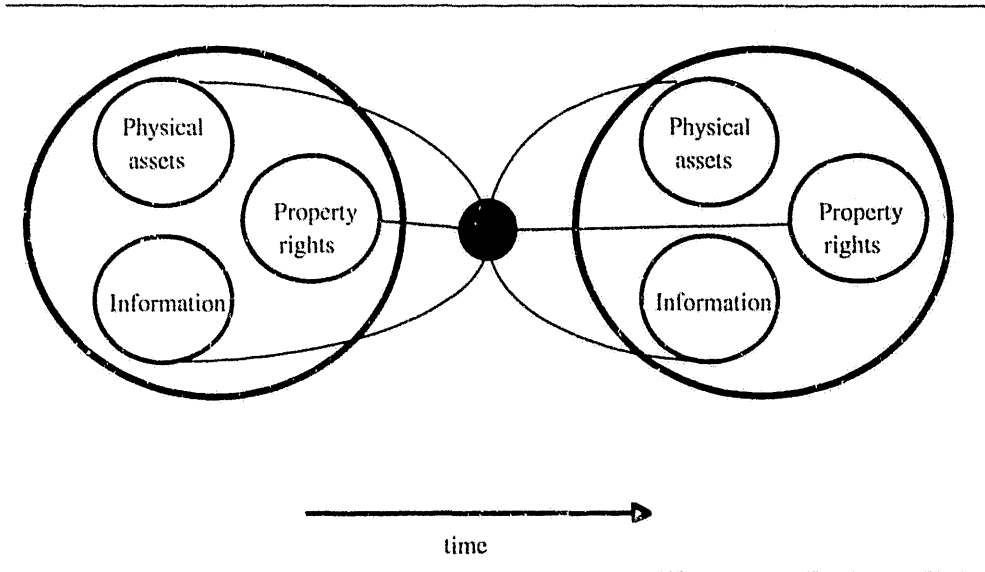 Physical
assets
Property
rights
Information
Physical
assets
Property
rights
Information
time